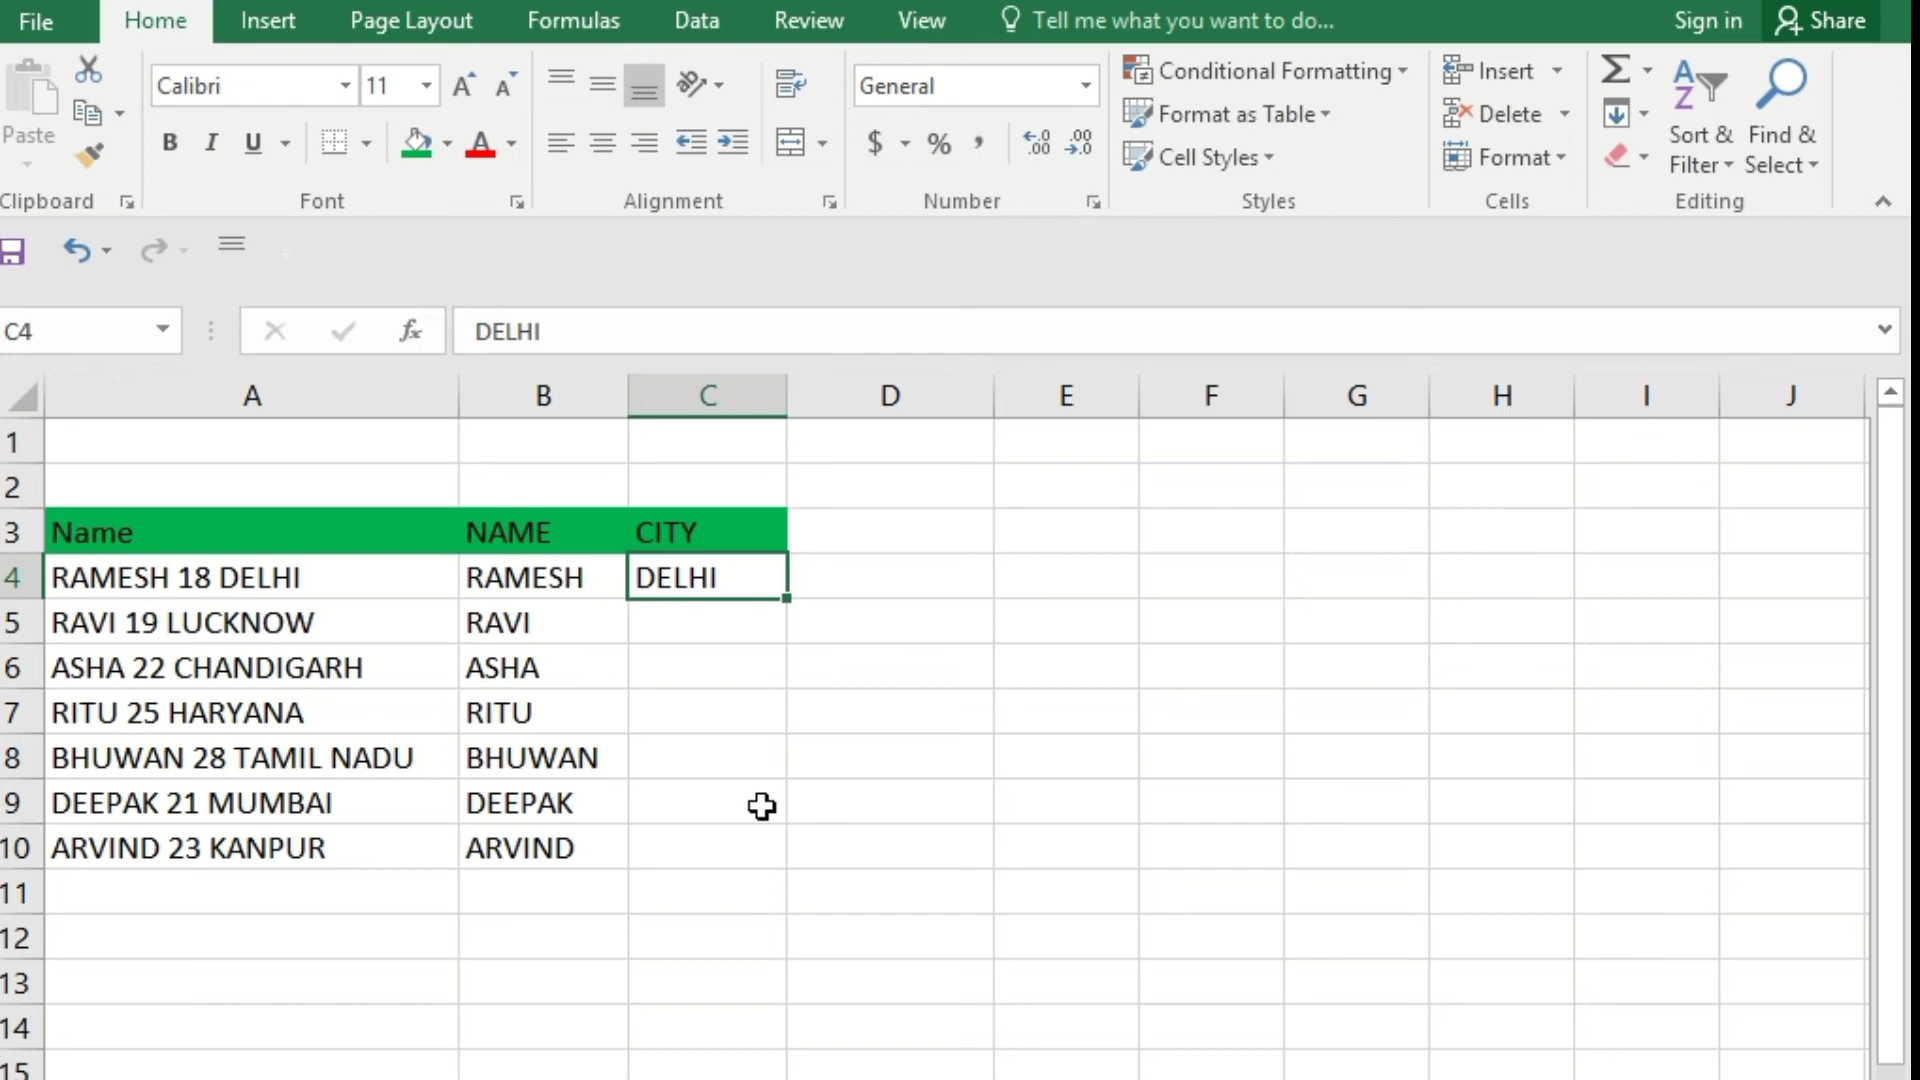 File Home Insert Page Layout Formulas Data Review View Tell me what you want to do... Sign in Share
Calibri 11 General Conditional Formatting Insert
Paste Format as Table Delete Sort & Find &
B I U A $ % , .0 .00 Cell Styles Format Filter Select
Clipboard Font Alignment Number Styles Cells Editing
C4 fx DELHI
A B C D E F G H I J
1
2
3 Name NAME CITY
4 RAMESH 18 DELHI RAMESH DELHI
5 RAVI 19 LUCKNOW RAVI
6 ASHA 22 CHANDIGARH ASHA
7 RITU 25 HARYANA RITU
8 BHUWAN 28 TAMIL NADU BHUWAN
9 DEEPAK 21 MUMBAI DEEPAK
10 ARVIND 23 KANPUR ARVIND
11
12
13
14
15